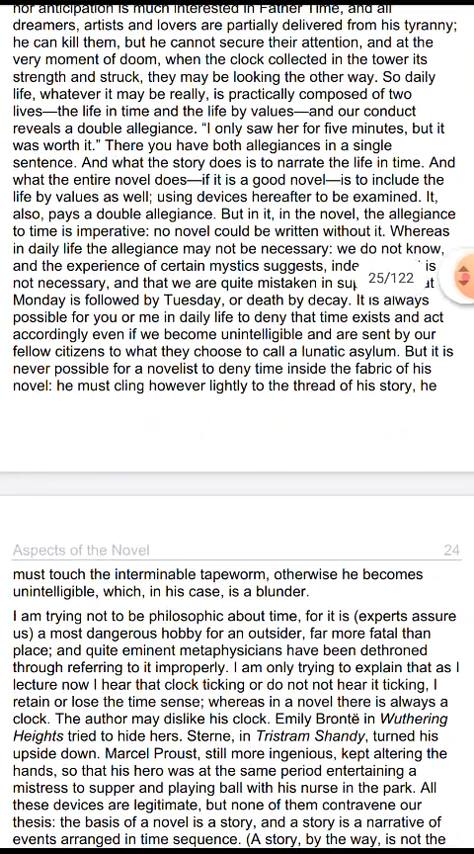 nor anticipation is much interested in Father Time, and all
dreamers, artists and lovers are partially delivered from his tyranny;
he can kill them, but he cannot secure their attention, and at the
very moment of doom, when the clock collected in the tower its
strength and struck, they may be looking the other way. So daily
life, whatever it may be really, is practically composed of two
lives—the life in time and the life by values—and our conduct
reveals a double allegiance. “I only saw her for five minutes, but it
was worth it.” There you have both allegiances in a single
sentence. And what the story does is to narrate the life in time. And
what the entire novel does—if it is a good novel—is to include the
life by values as well; using devices hereafter to be examined. It,
also, pays a double allegiance. But in it, in the novel, the allegiance
to time is imperative: no novel could be written without it. Whereas
in daily life the allegiance may not be necessary: we do not know,
and the experience of certain mystics suggests, is
not necessary, and that we are quite mistaken in
25/122
Monday is followed by Tuesday, or death by decay. It is always
possible for you or me in daily life to deny that time exists and act
accordingly even if we become unintelligible and are sent by our
fellow citizens to what they choose to call a lunatic asylum. But it is
never possible for a novelist to deny time inside the fabric of his
novel: he must cling however lightly to the thread of his story, he
Aspects of the Novel 24
must touch the interminable tapeworm, otherwise he becomes
unintelligible, which, in his case, is a blunder.
I am trying not to be philosophic about time, for it is (experts assure
us) a most dangerous hobby for an outsider, far more fatal than
place; and quite eminent metaphysicians have been dethroned
through referring to it improperly. I am only trying to explain that as I
lecture now I hear that clock ticking or do not not hear it ticking, I
retain or lose the time sense; whereas in a novel there is always a
clock. The author may dislike his clock. Emily Brontë in Wuthering
Heights tried to hide hers. Sterne, in Tristram Shandy, turned his
upside down. Marcel Proust, still more ingenious, kept altering the
hands, so that his hero was at the same period entertaining a
mistress to supper and playing ball with his nurse in the park. All
these devices are legitimate, but none of them contravene our
thesis: the basis of a novel is a story, and a story is a narrative of
events arranged in time sequence. (A story, by the way, is not the